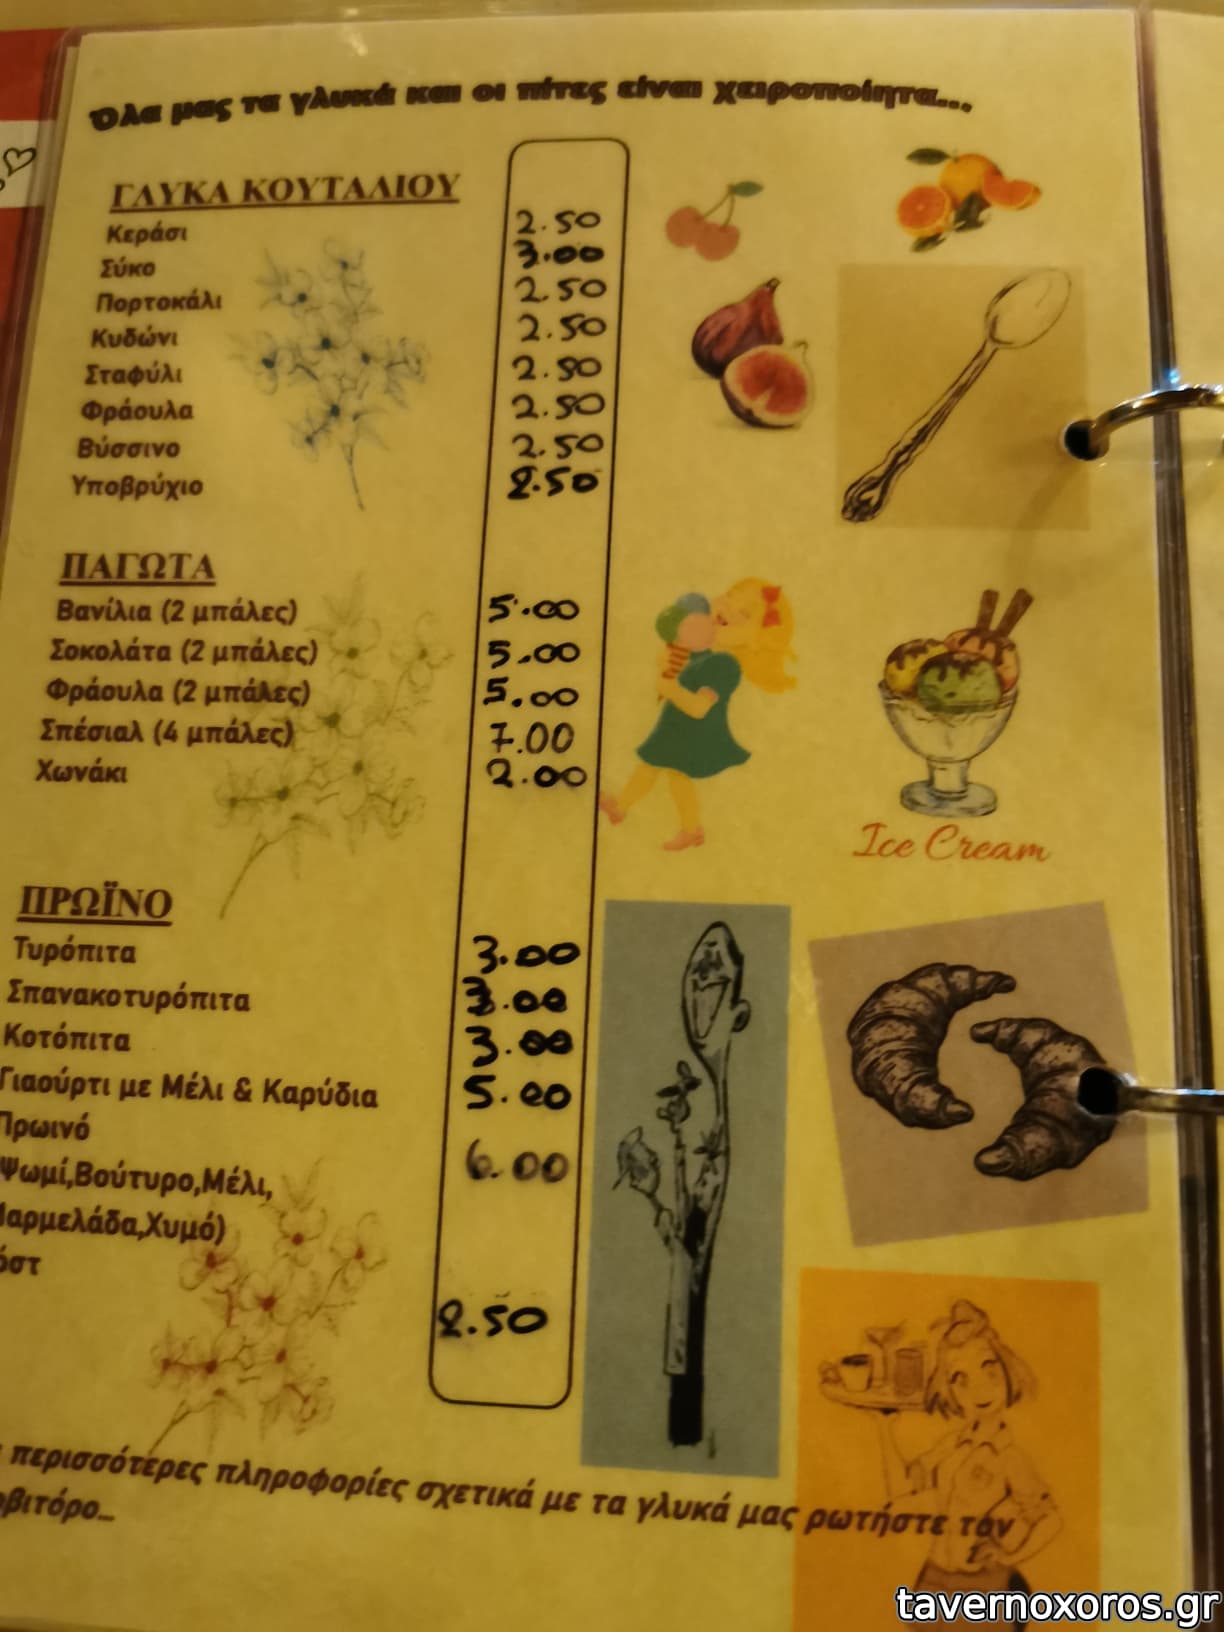 Όλα μας τα γλυκά και οι πίτες είναι χειροποίητα...
ΓΛΥΚΑ ΚΟΥΤΑΛΙΟΥ
Κεράσι 2.50
Σύκο 3.00
Πορτοκάλι 2.50
Κυδώνι 2.50
Σταφύλι 2.50
Φράουλα 2.50
Βύσσινο 2.50
Υποβρύχιο 2.50
ΠΑΓΩΤΑ
Βανίλια (2 μπάλες) 5.00
Σοκολάτα (2 μπάλες) 5.00
Φράουλα (2 μπάλες) 5.00
Σπέσιαλ (4 μπάλες) 7.00
Χωνάκι 2.00
Ice Cream
ΠΡΩΪΝΟ
Τυρόπιτα 3.00
Σπανακοτυρόπιτα 3.00
Κοτόπιτα 3.00
Γιαούρτι με Μέλι & Καρύδια 5.00
Πρωινό 6.00
Ψωμί,Βούτυρο,Μέλι,
αρμελάδα,Χυμό)
όστ 2.50
περισσότερες πληροφορίες σχετικά με τα γλυκά μας ρωτήστε τον
βιτόρο...
tavernoxoros.gr